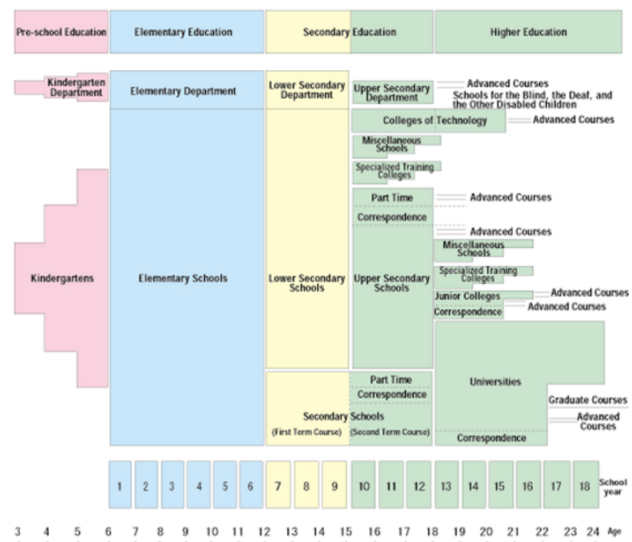 Pre-school Education
Elementary Education
Secondary Education
Higher Education
Kindergarten
Department
Elementary Department
Lower Secondary
Department
Upper Secondary
Department
Advanced Courses
Schools for the Blind, the Deaf, and
the Other Disabled Children
Colleges of Technology
Advanced Courses
Miscellaneous
Schools
Specialized Training
Colleges
Part Time
Advanced Courses
Correspondence
Advanced Courses
Kindergartens
Elementary Schools
Lower Secondary
Schools
Upper Secondary
Schools
Miscellaneous
Schools
Specialized Training
Colleges
Junior Colleges
Advanced Courses
Correspondence
Advanced Courses
Part Time
Correspondence
Secondary Schools
(First Term Course) (Second Term Course)
Universities
Graduate Courses
Advanced
Courses
Correspondence
1 2 3 4 5 6 7 8 9 10 11 12 13 14 15 16 17 18 School
year
3 4 5 6 7 8 9 10 11 12 13 14 15 16 17 18 19 20 21 22 23 24 Age